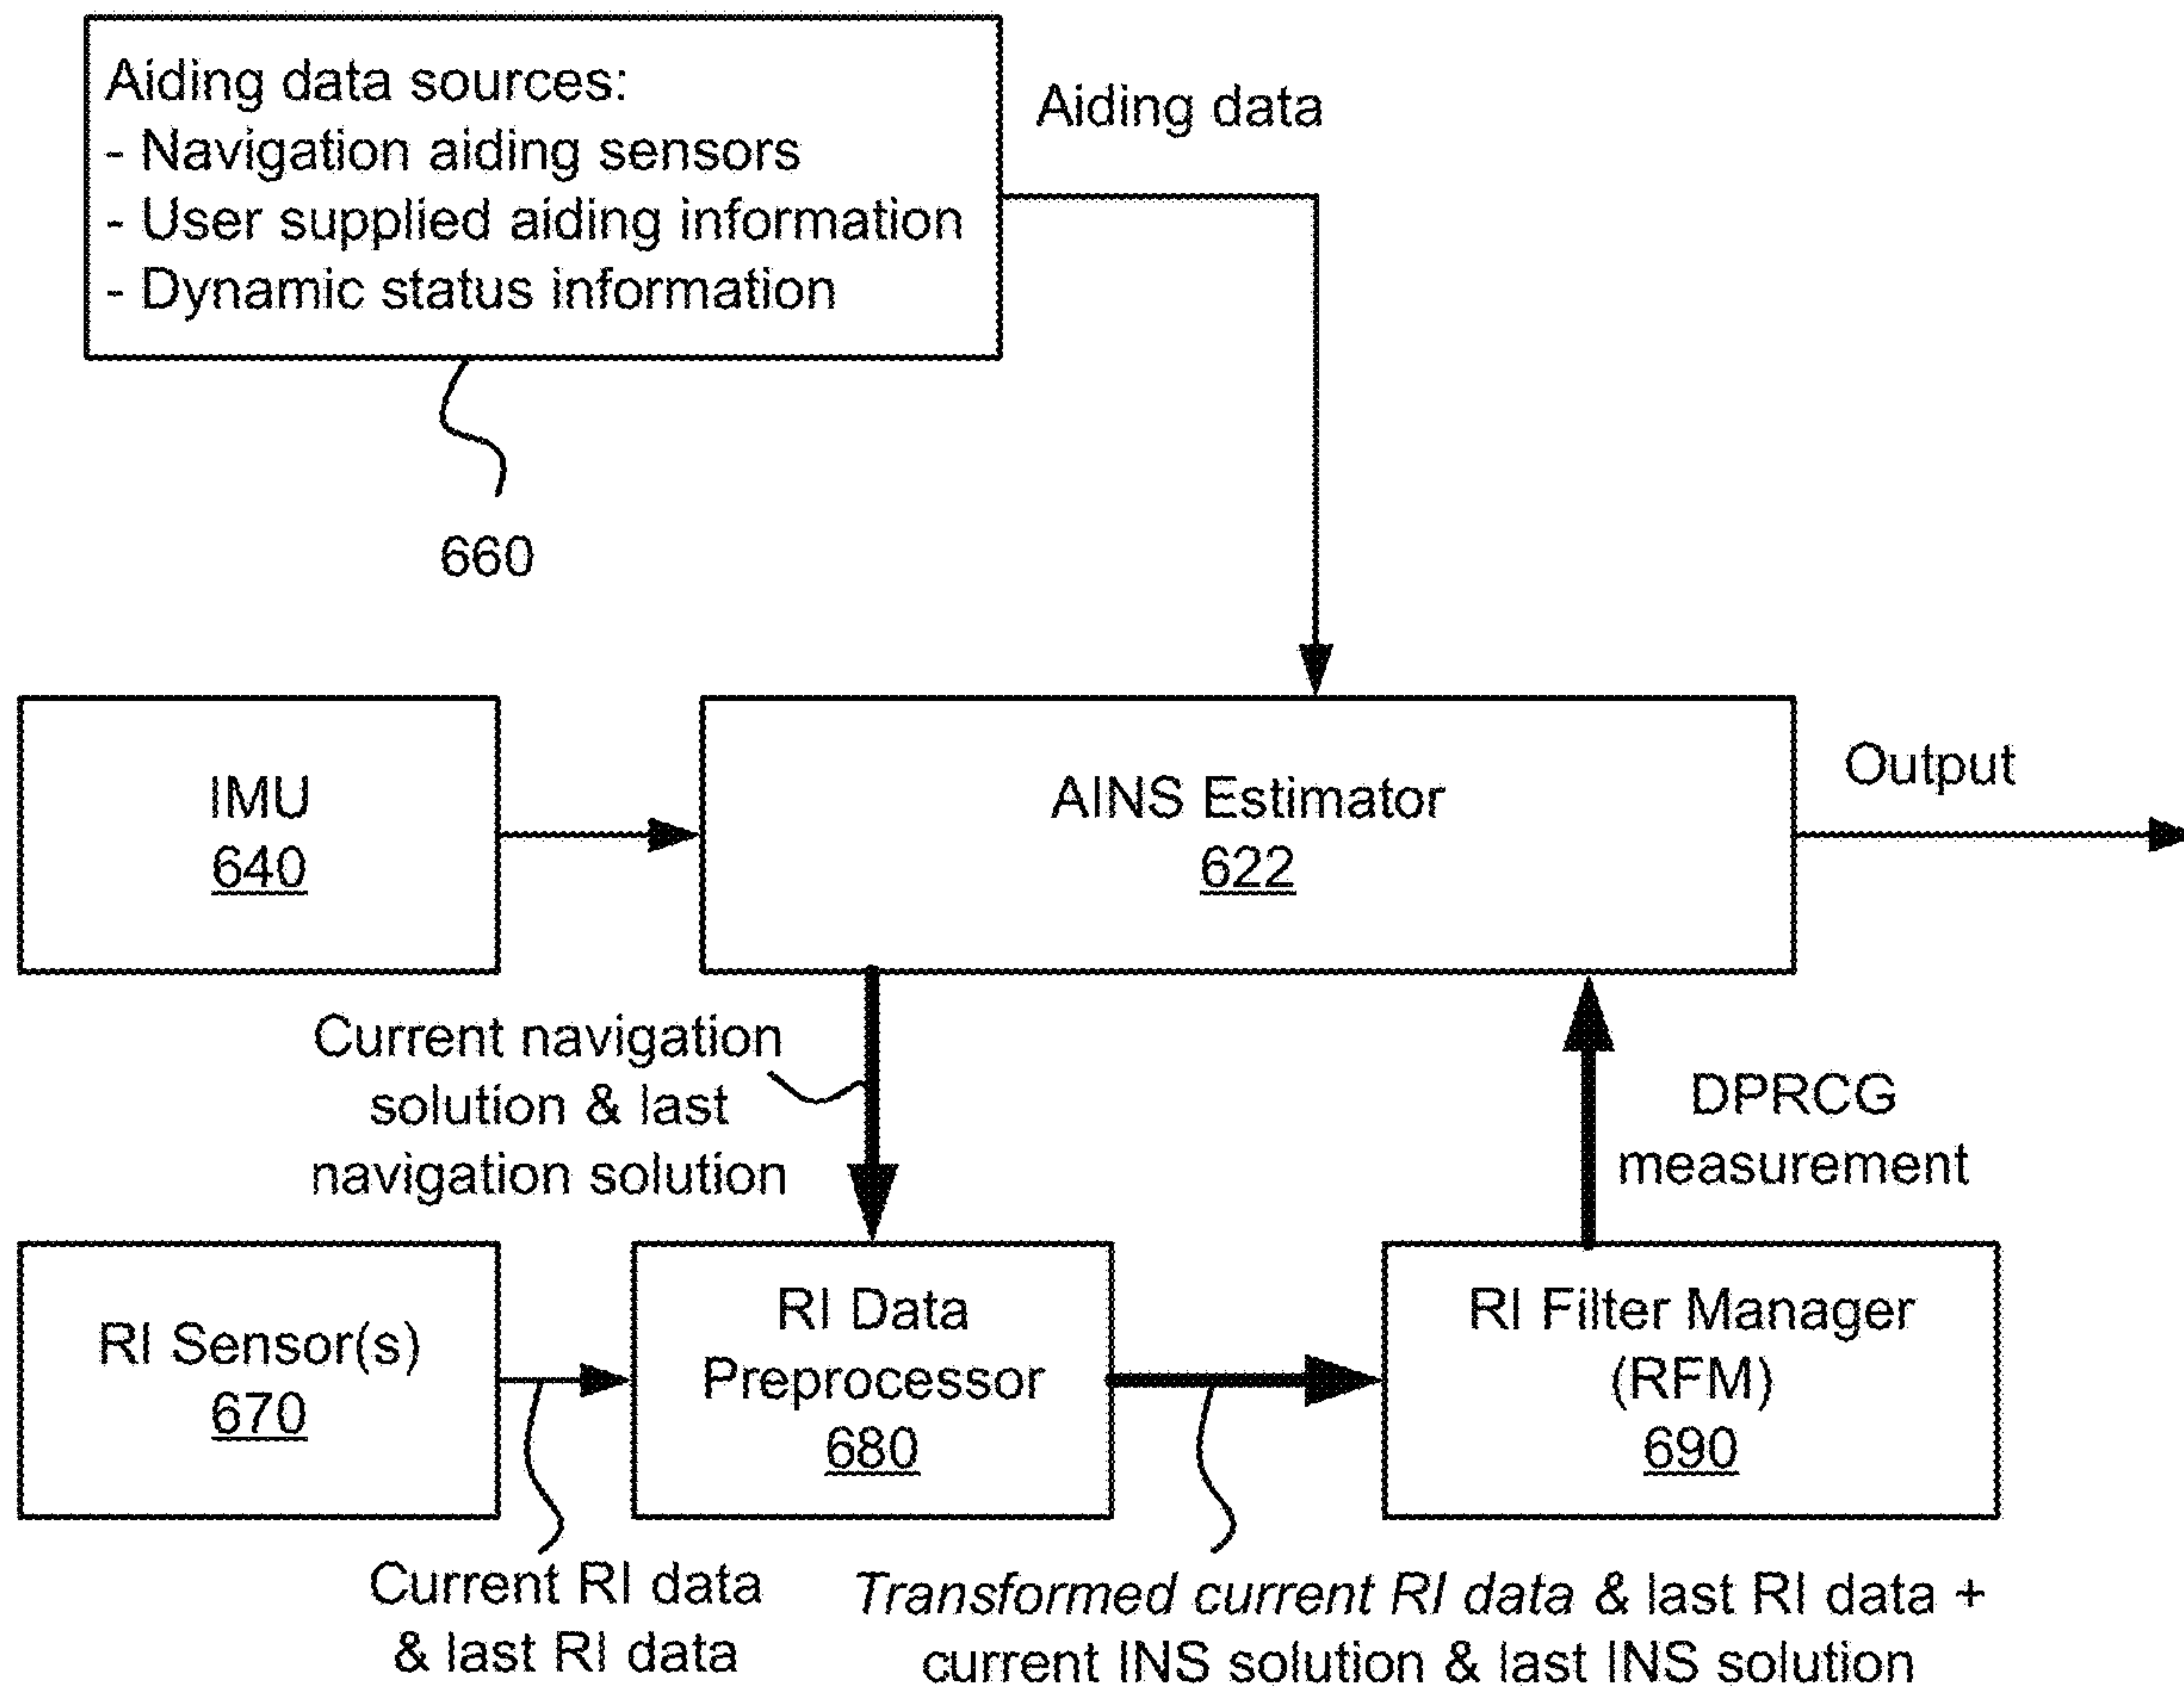 Aiding data sources:
- Navigation aiding sensors
- User supplied aiding information
- Dynamic status information
Aiding data
660
IMU
640
AINS Estimator
622
Output
Current navigation
solution & last
navigation solution
DPRCG
measurement
RI Sensor(s)
670
RI Data
Preprocessor
680
RI Filter Manager
(RFM)
690
Current RI data
& last RI data
Transformed current RI data & last RI data +
current INS solution & last INS solution